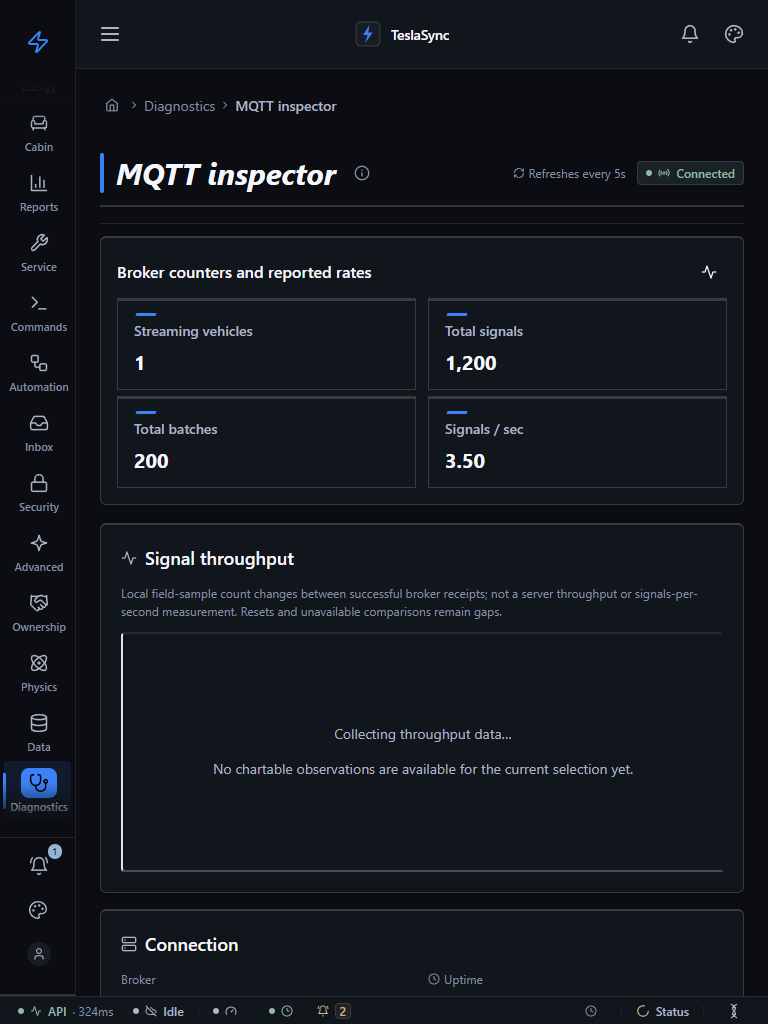 TeslaSync
Diagnostics
MQTT inspector
MQTT inspector
Refreshes every 5s
Connected
Broker counters and reported rates
Streaming vehicles
1
Total signals
1,200
Total batches
200
Signals / sec
3.50
Signal throughput
Local field-sample count changes between successful broker receipts; not a server throughput or signals-per-
second measurement. Resets and unavailable comparisons remain gaps.
Collecting throughput data...
No chartable observations are available for the current selection yet.
Connection
Broker
Uptime
Energy
Cabin
Reports
Service
Commands
Automation
Inbox
Security
Advanced
Ownership
Physics
Data
Diagnostics
1
API · 324ms
Idle
2
Status